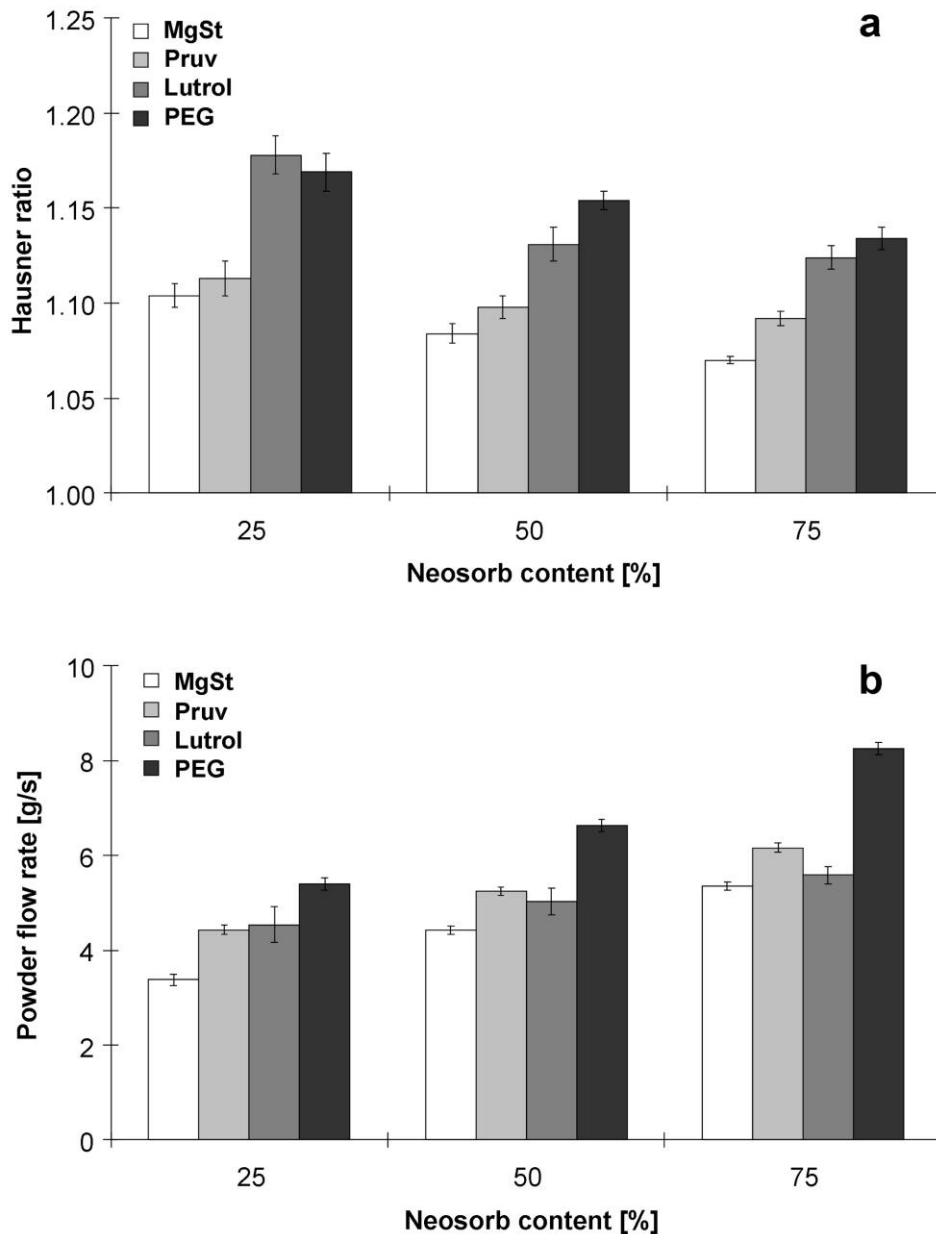 a
MgSt
Pruv
Lutrol
PEG
Hausner ratio
1.25
1.20
1.15
1.10
1.05
1.00
25 50 75
Neosorb content [%]
b
MgSt
Pruv
Lutrol
PEG
Powder flow rate [g/s]
10
8
6
4
2
0
25 50 75
Neosorb content [%]